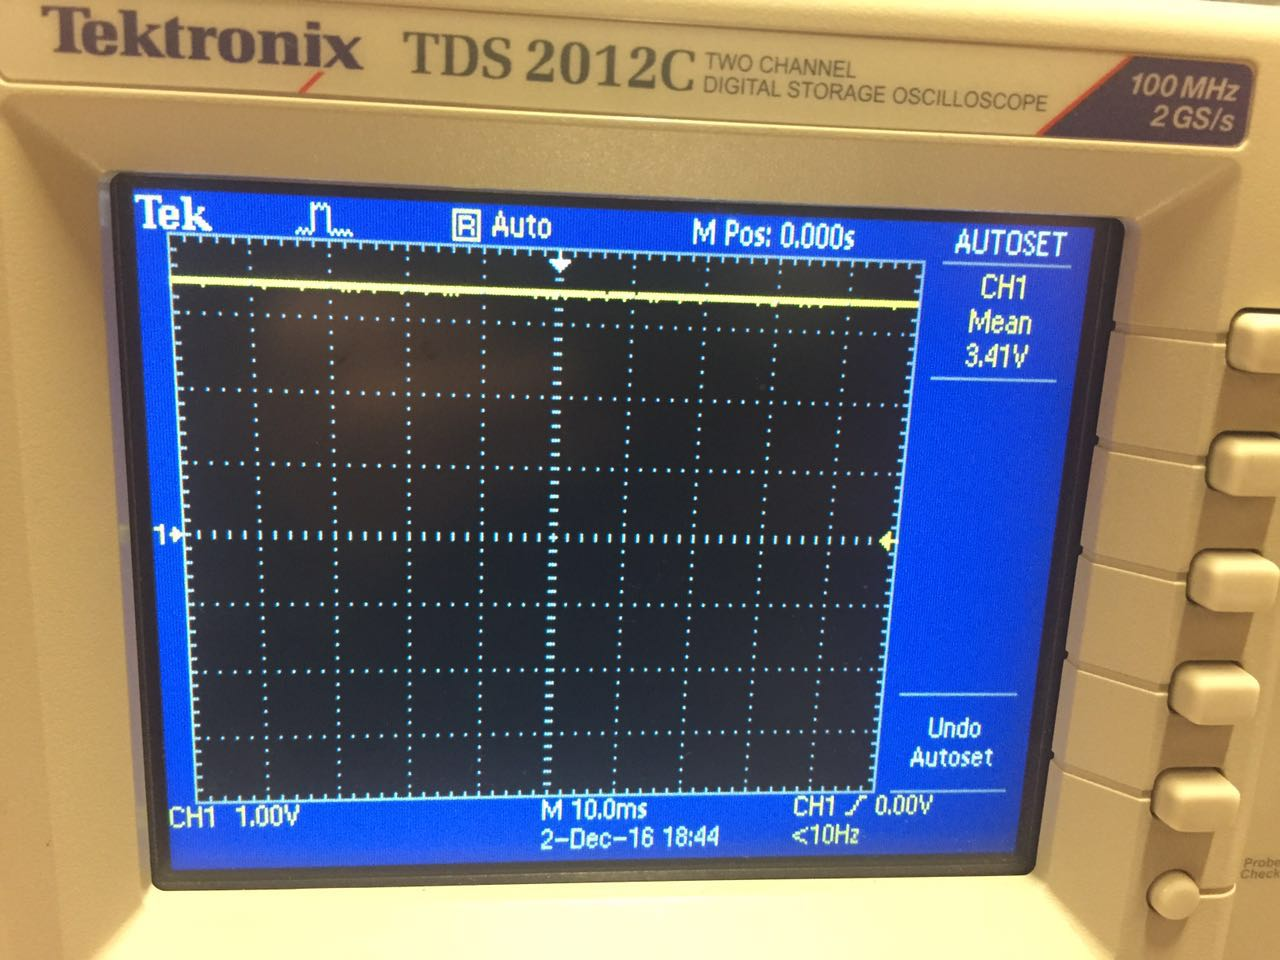 Tektronix TDS 2012C TWO CHANNEL
DIGITAL STORAGE OSCILLOSCOPE
100 MHz
2 GS/s
Tek R Auto M Pos: 0.000s AUTOSET
CH1
Mean
3.41V
1
Undo
Autoset
CH1 1.00V M 10.0ms CH1 0.00V
2-Dec-16 18:44 <10Hz
Probe
Check